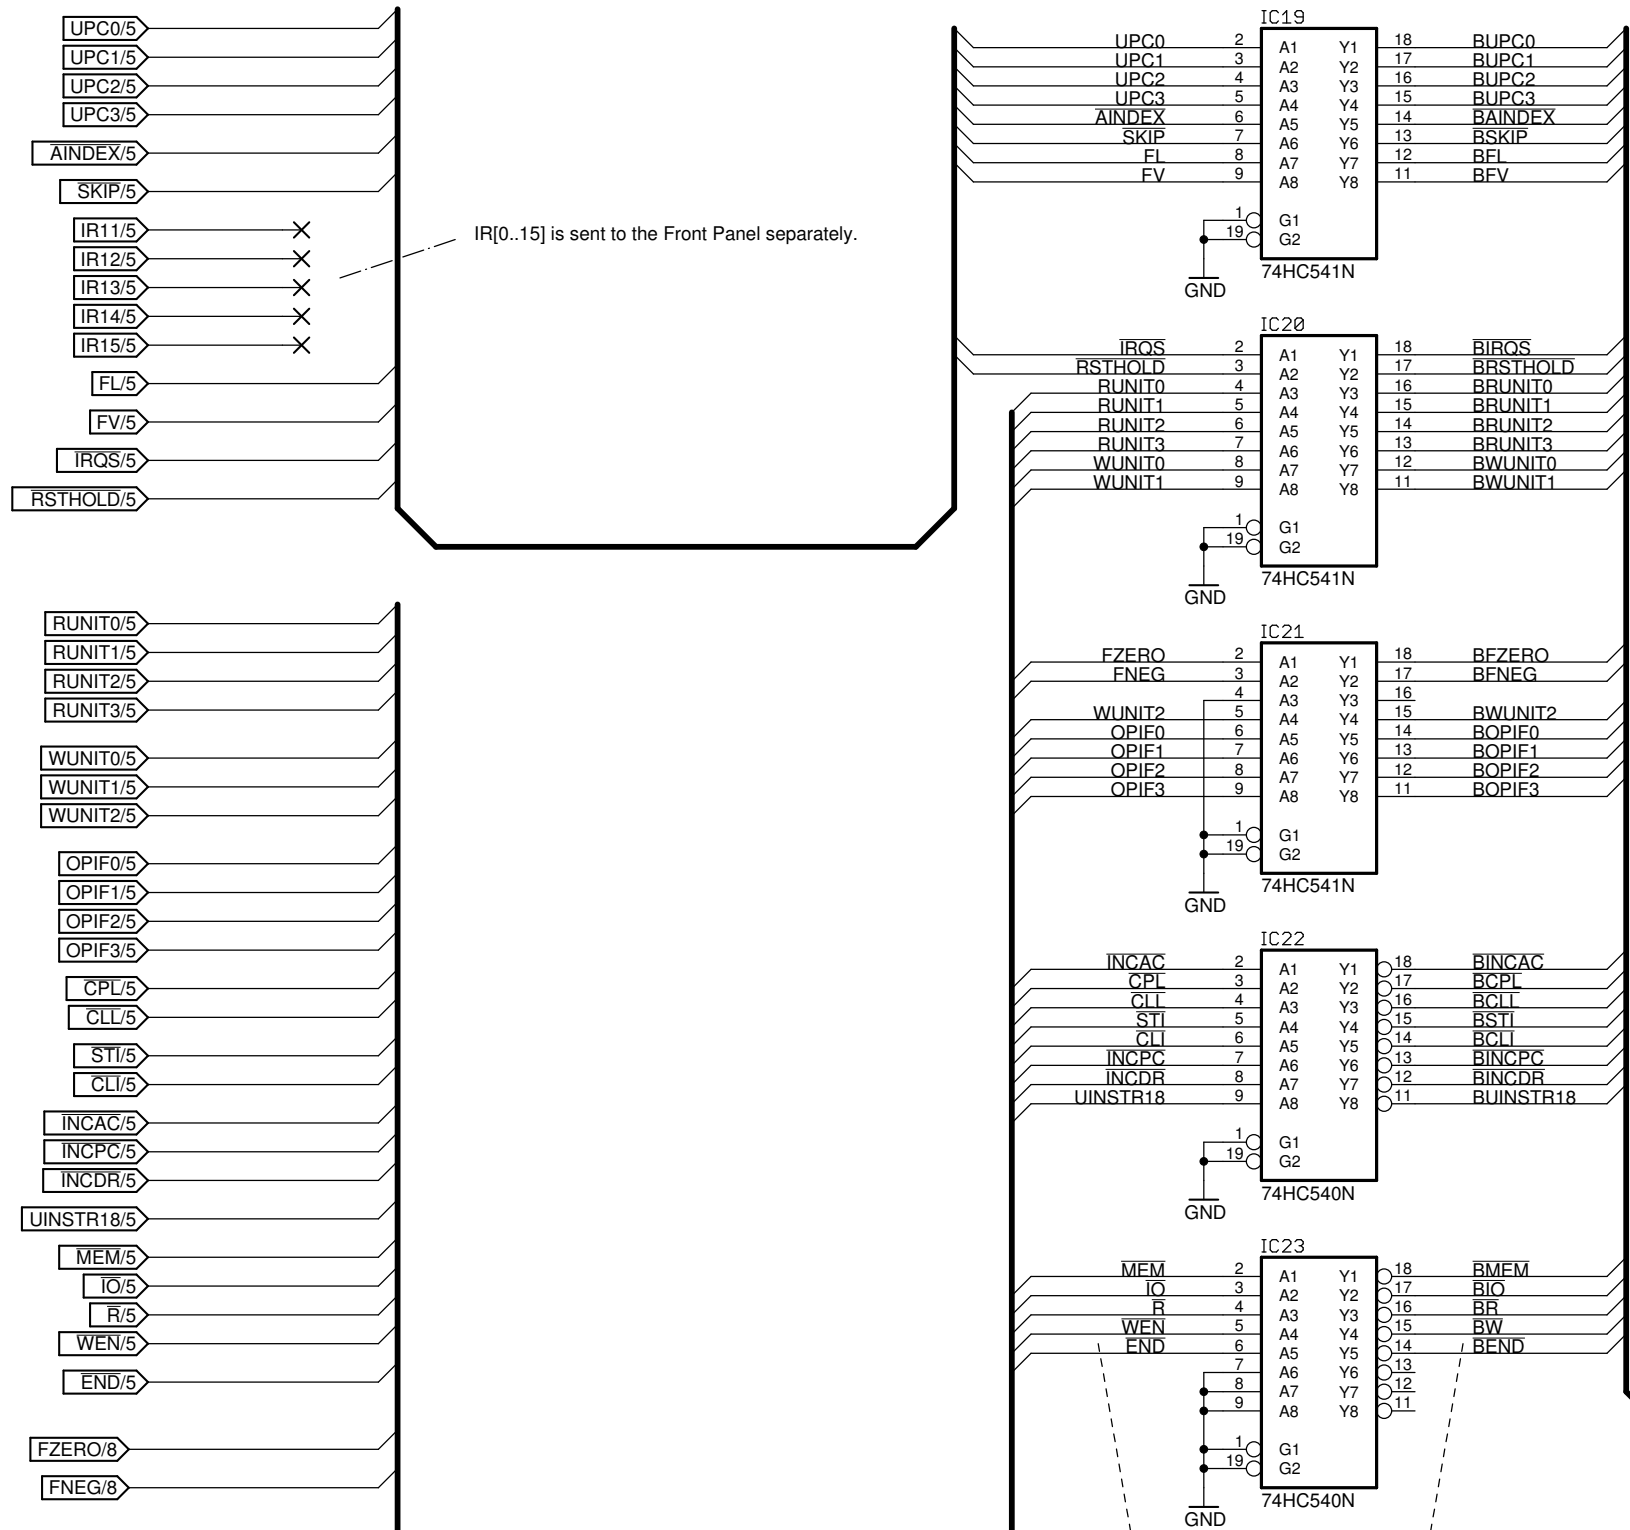 UPC0/5
UPC1/5
UPC2/5
UPC3/5
AINDEX/5
SKIP/5
IR11/5
IR12/5
IR13/5
IR14/5
IR15/5
FL/5
FV/5
IRQS/5
RSTHOLD/5
IR[0..15] is sent to the Front Panel separately.
RUNIT0/5
RUNIT1/5
RUNIT2/5
RUNIT3/5
WUNIT0/5
WUNIT1/5
WUNIT2/5
OPIF0/5
OPIF1/5
OPIF2/5
OPIF3/5
CPL/5
CLL/5
STI/5
CLI/5
INCAC/5
INCPC/5
INCDR/5
UINSTR18/5
MEM/5
IO/5
R/5
WEN/5
END/5
FZERO/8
FNEG/8
IC19
UPC0 2 A1 Y1 18 BUPC0
UPC1 3 A2 Y2 17 BUPC1
UPC2 4 A3 Y3 16 BUPC2
UPC3 5 A4 Y4 15 BUPC3
AINDEX 6 A5 Y5 14 BAINDEX
SKIP 7 A6 Y6 13 BSKIP
FL 8 A7 Y7 12 BFL
FV 9 A8 Y8 11 BFV
1 G1
19 G2
74HC541N
GND
IC20
IRQS 2 A1 Y1 18 BIRQS
RSTHOLD 3 A2 Y2 17 BRSTHOLD
RUNIT0 4 A3 Y3 16 BRUNIT0
RUNIT1 5 A4 Y4 15 BRUNIT1
RUNIT2 6 A5 Y5 14 BRUNIT2
RUNIT3 7 A6 Y6 13 BRUNIT3
WUNIT0 8 A7 Y7 12 BWUNIT0
WUNIT1 9 A8 Y8 11 BWUNIT1
1 G1
19 G2
74HC541N
GND
IC21
FZERO 2 A1 Y1 18 BFZERO
FNEG 3 A2 Y2 17 BFNEG
4 A3 Y3 16
WUNIT2 5 A4 Y4 15 BWUNIT2
OPIF0 6 A5 Y5 14 BOPIF0
OPIF1 7 A6 Y6 13 BOPIF1
OPIF2 8 A7 Y7 12 BOPIF2
OPIF3 9 A8 Y8 11 BOPIF3
1 G1
19 G2
74HC541N
GND
IC22
INCAC 2 A1 Y1 18 BINCAC
CPL 3 A2 Y2 17 BCPL
CLL 4 A3 Y3 16 BCLL
STI 5 A4 Y4 15 BSTI
CLI 6 A5 Y5 14 BCLI
INCPC 7 A6 Y6 13 BINCPC
INCDR 8 A7 Y7 12 BINCDR
UINSTR18 9 A8 Y8 11 BUINSTR18
1 G1
19 G2
74HC540N
GND
IC23
MEM 2 A1 Y1 18 BMEM
IO 3 A2 Y2 17 BIO
R 4 A3 Y3 16 BR
WEN 5 A4 Y4 15 BW
END 6 A5 Y5 14 BEND
7 A6 Y6 13
8 A7 Y7 12
9 A8 Y8 11
1 G1
19 G2
74HC540N
GND